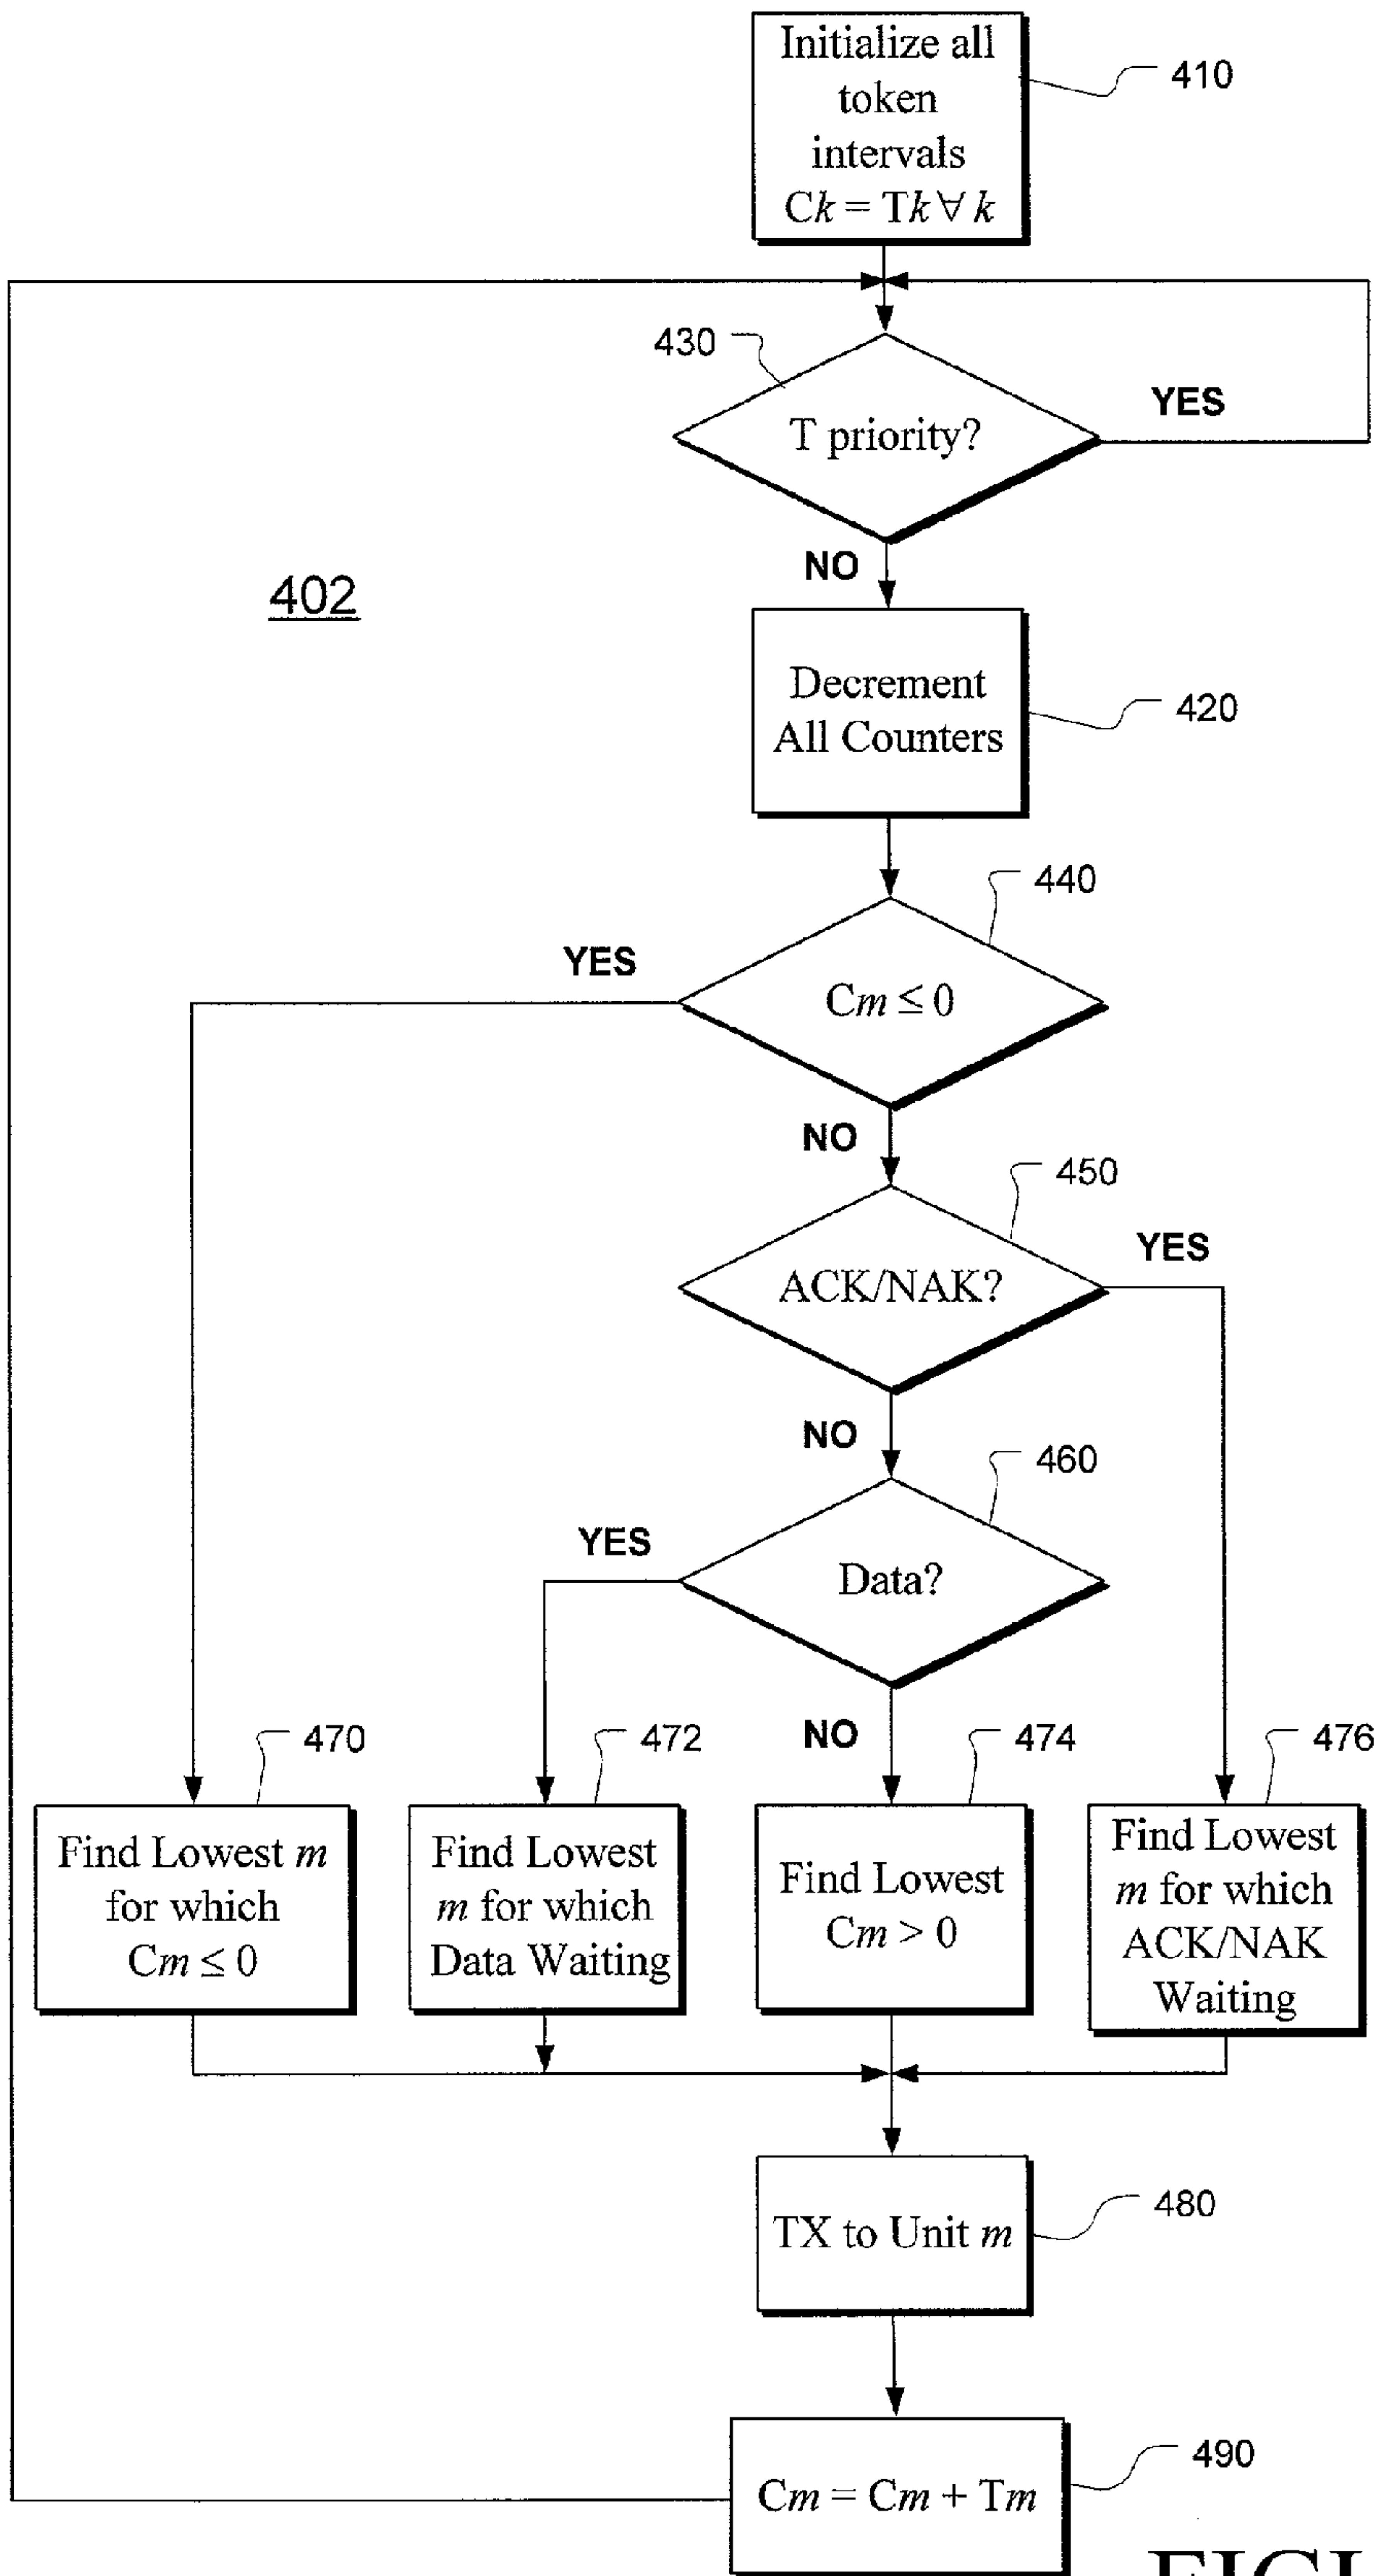 Initialize all
token
intervals
Ck = Tk ∀ k
410
430
T priority?
YES
NO
402
Decrement
All Counters
420
440
YES
Cm ≤ 0
NO
450
YES
ACK/NAK?
NO
460
YES
Data?
NO
470
472
474
476
Find Lowest m
for which
Cm ≤ 0
Find Lowest
m for which
Data Waiting
Find Lowest
Cm > 0
Find Lowest
m for which
ACK/NAK
Waiting
TX to Unit m
480
Cm = Cm + Tm
490